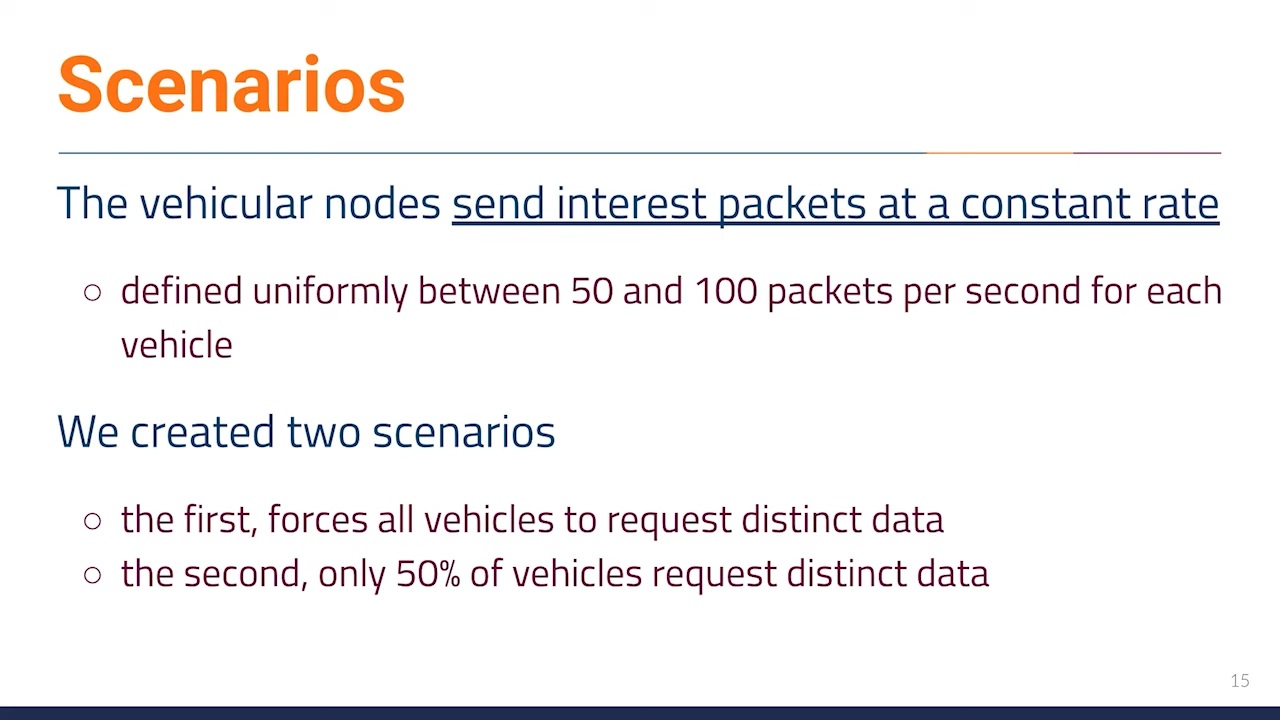 Scenarios
The vehicular nodes send interest packets at a constant rate
○ defined uniformly between 50 and 100 packets per second for each
vehicle
We created two scenarios
○ the first, forces all vehicles to request distinct data
○ the second, only 50% of vehicles request distinct data
15